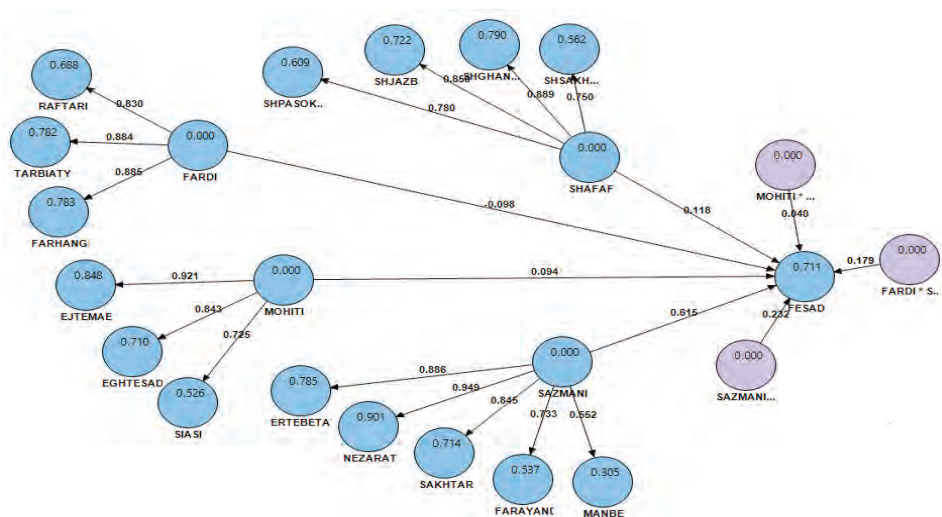 0.688
RAFTARI
0.830
0.782
TARBIATY
0.884
0.783
FARHANGI
0.885
0.000
FARDI
0.609
SHPASOK..
0.780
0.722
SHJAZB
0.790
SHGHAN...
0.889
0.562
SHSAKH...
0.750
0.000
SHAFAF
-0.098
0.118
0.000
MOHITI * ...
0.040
0.711
FESAD
0.179
0.000
FARDI * S..
0.232
0.000
SAZMANI...
0.848
EJTEMAE
0.921
0.710
EGHTESAD
0.843
0.526
SIASI
0.725
0.000
MOHITI
0.094
0.615
0.000
SAZMANI
0.785
ERTEBETA
0.886
0.901
NEZARAT
0.949
0.714
SAKHTAR
0.845
0.537
FARAYAND
0.733
0.305
MANBE
0.552